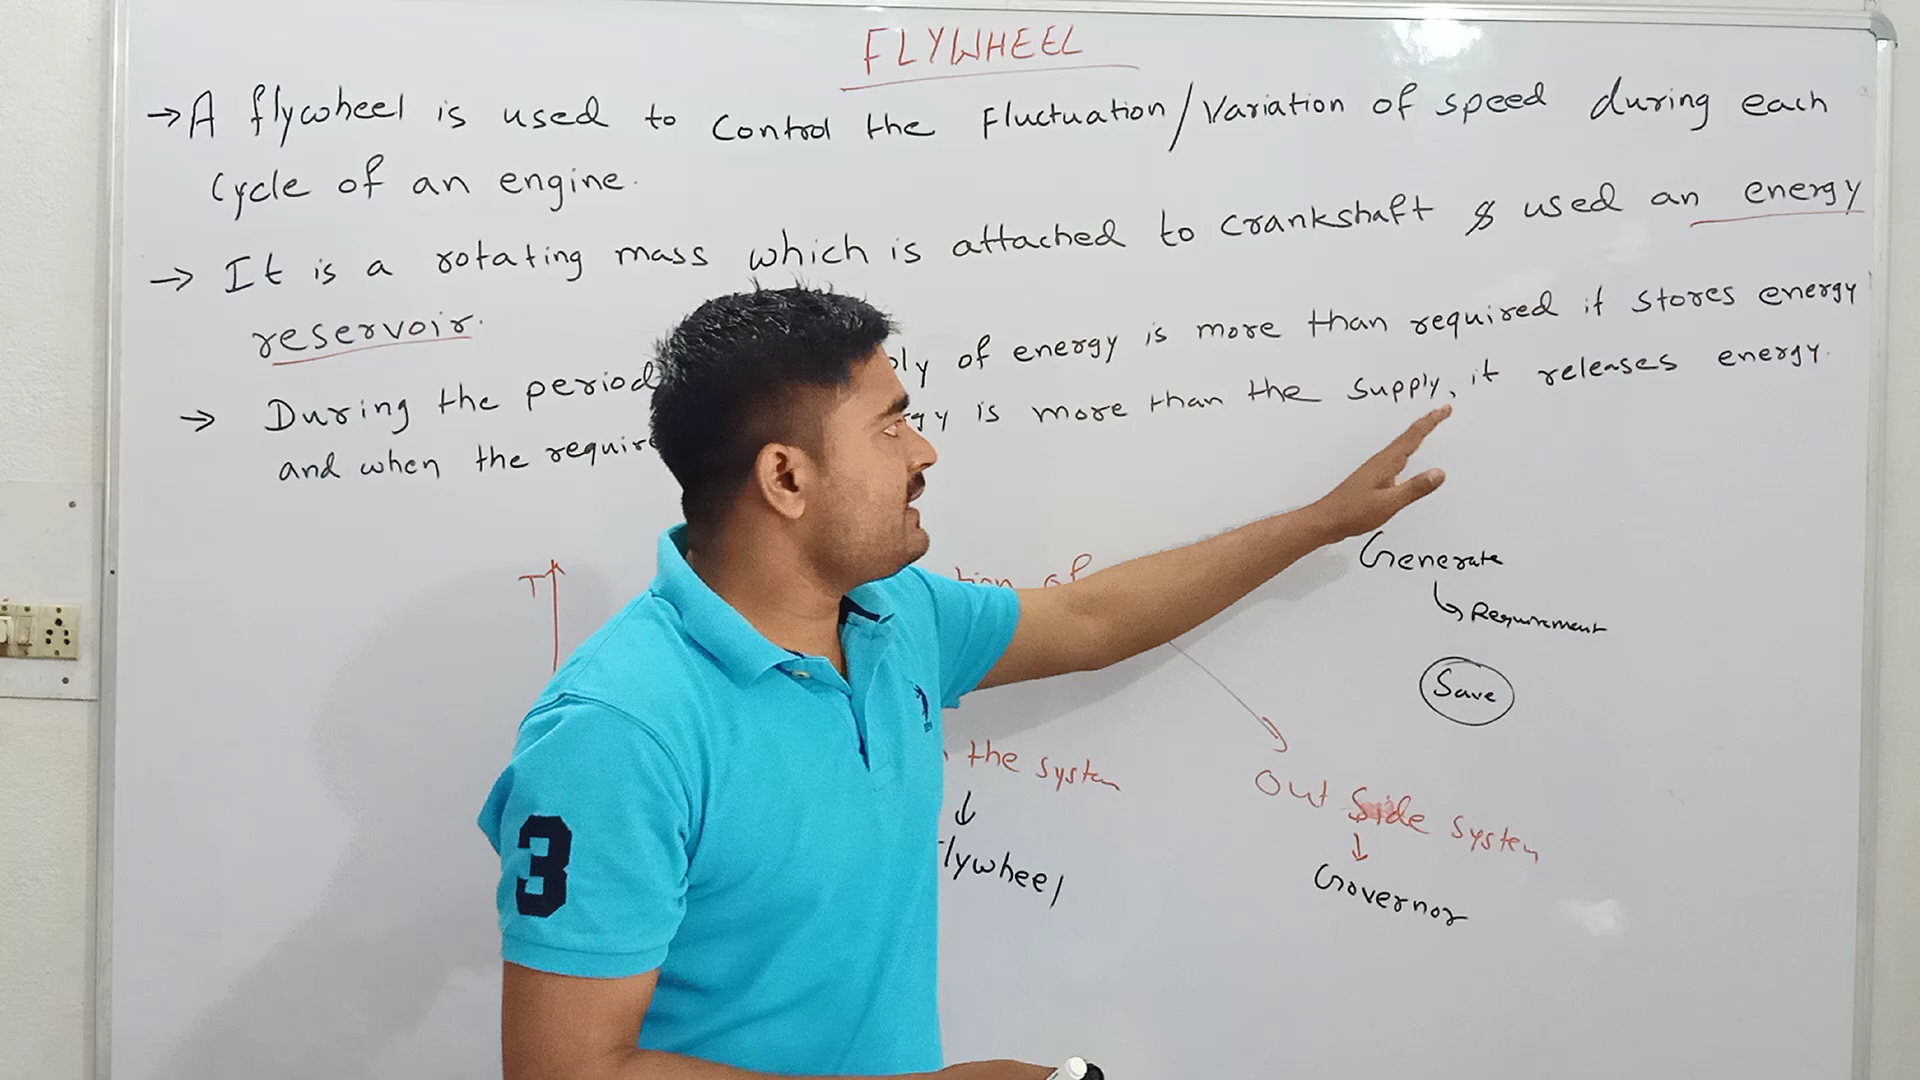 FLYWHEEL
→ A flywheel is used to control the Fluctuation/Variation of speed during each
cycle of an engine.
→ It is a rotating mass which is attached to crankshaft & used an energy
reservoir.
→ During the period ly of energy is more than required it stores energy
and when the require gy is more than the supply, it releases energy.
T
tion of
Generate
Requirement
Save
the system
Out Side System
lywheel
Governor
3